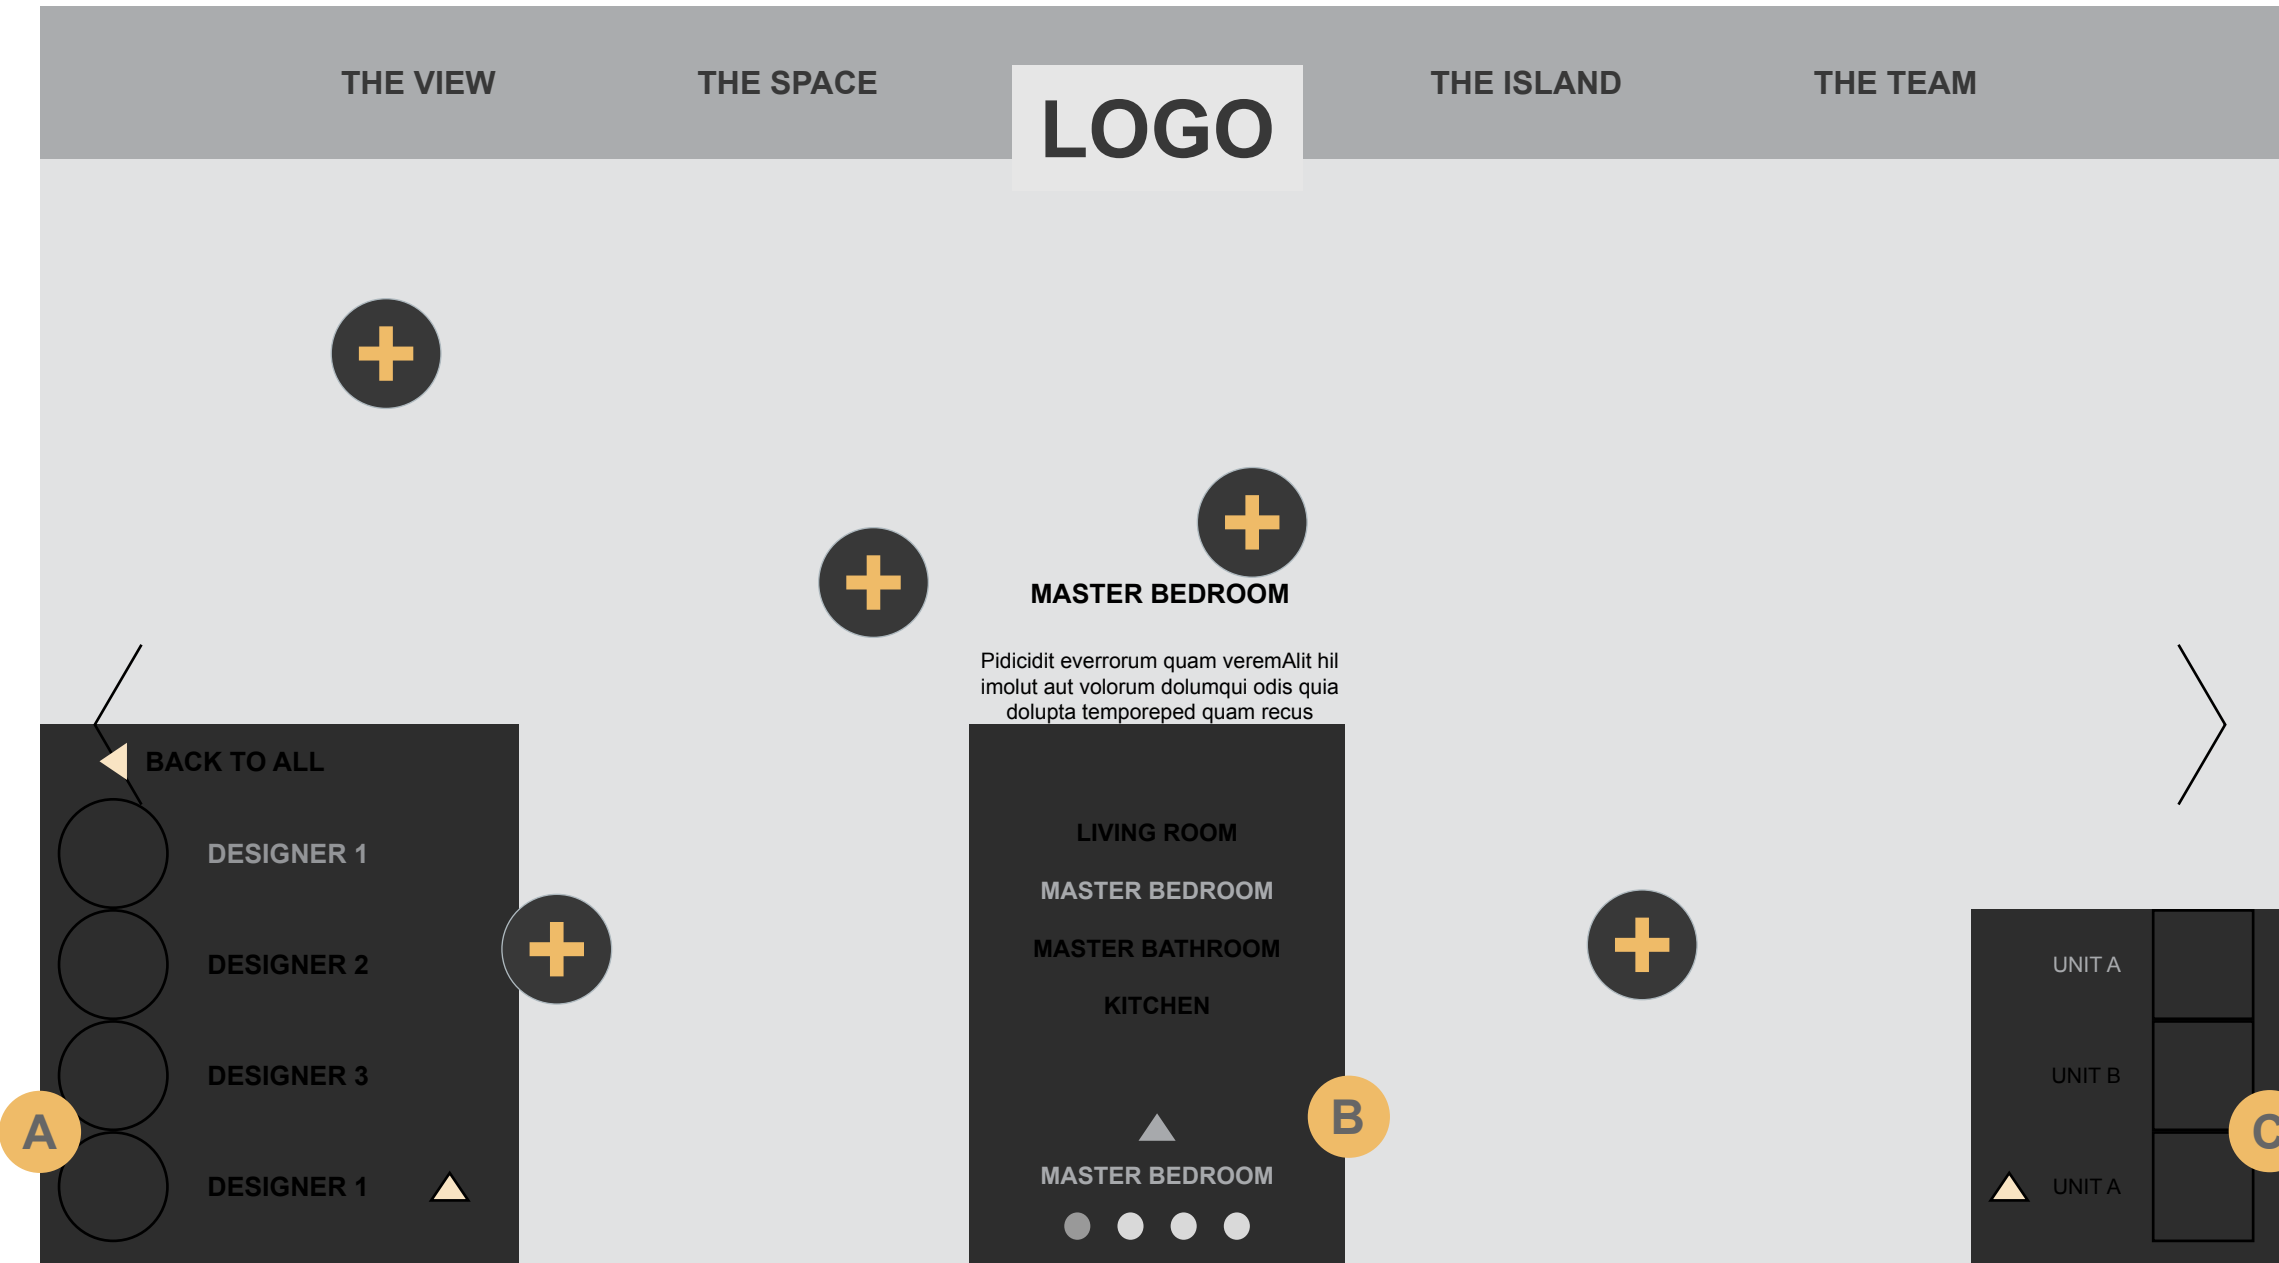 THE VIEW
THE SPACE
LOGO
THE ISLAND
THE TEAM
MASTER BEDROOM
Pidicidit everrorum quam veremAlit hil
imolut aut volorum dolumqui odis quia
dolupta temporeped quam recus
BACK TO ALL
DESIGNER 1
DESIGNER 2
DESIGNER 3
A
DESIGNER 1
LIVING ROOM
MASTER BEDROOM
MASTER BATHROOM
KITCHEN
B
MASTER BEDROOM
UNIT A
UNIT B
C
UNIT A